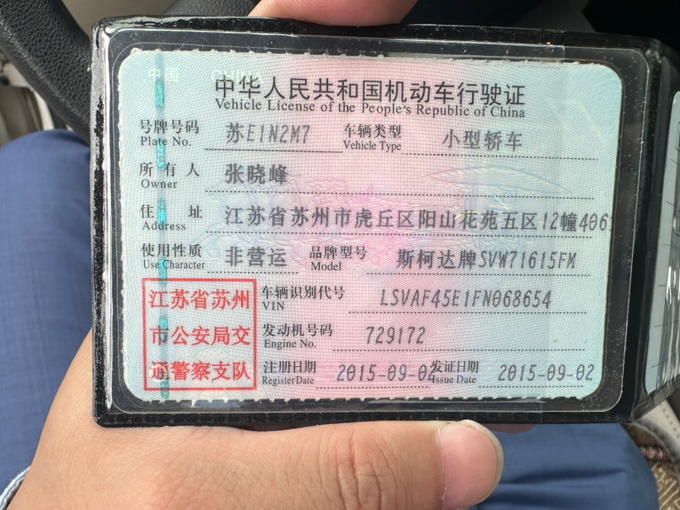 中国 CHINA
中华人民共和国机动车行驶证
Vehicle License of the People's Republic of China
号牌号码 苏E1N2M7 车辆类型 小型轿车
Plate No. Vehicle Type
所有人 张晓峰
Owner
住址 江苏省苏州市虎丘区阳山花苑五区12幢406
Address
使用性质 非营运 品牌型号 斯柯达牌SVW71615FM
Use Character Model
江苏省苏州 车辆识别代号 LSVAF45E1FN068654
VIN
市公安局交 发动机号码 729172
Engine No.
通警察支队 注册日期 2015-09-02 发证日期 2015-09-02
Register Date Issue Date